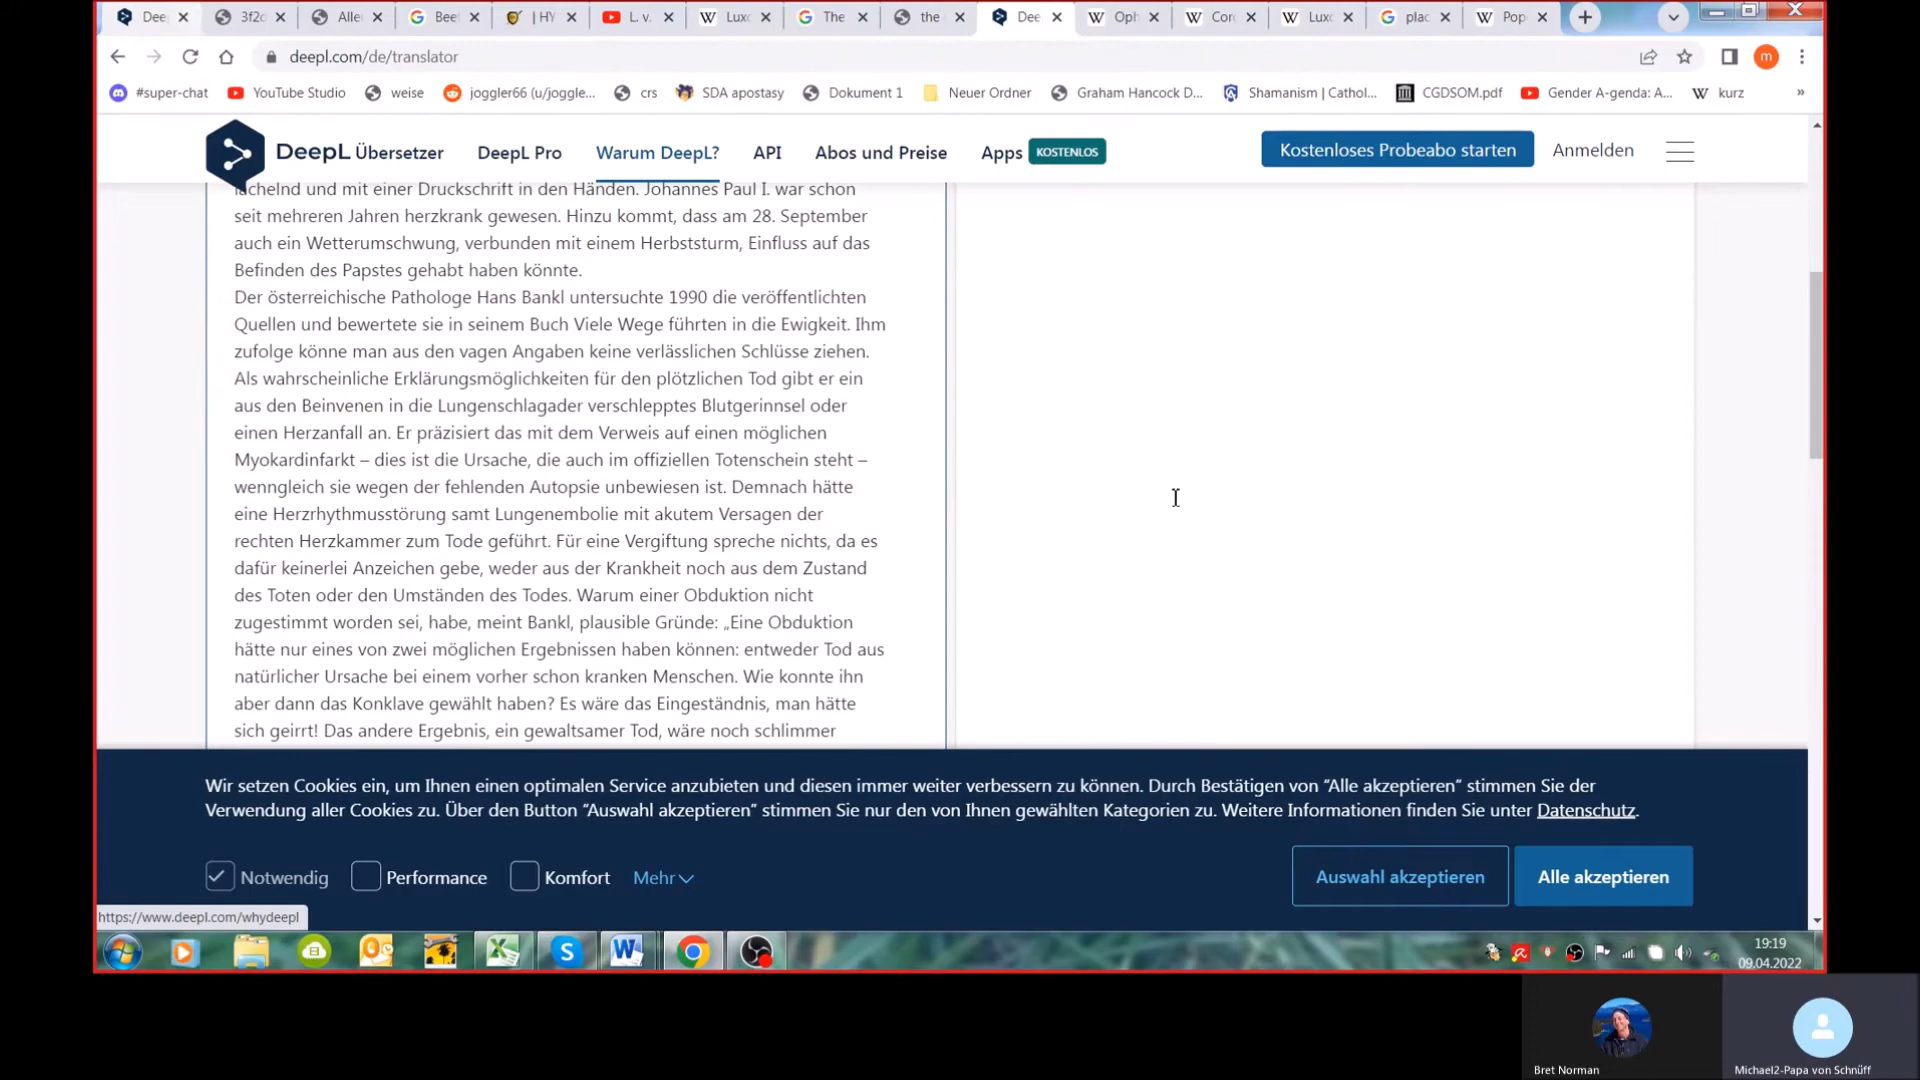 Dee
3f2c
Alle
Beet
| HY
L. v.
Luxo
The
the
Dee
Oph
Cor
Luxo
plac
Pop
deepl.com/de/translator
m
#super-chat
YouTube Studio
weise
joggler66 (u/joggle...
crs
SDA apostasy
Dokument 1
Neuer Ordner
Graham Hancock D...
Shamanism | Cathol...
CGDSOM.pdf
Gender A-genda: A...
kurz
»
DeepL Übersetzer
DeepL Pro
Warum DeepL?
API
Abos und Preise
Apps
KOSTENLOS
Kostenloses Probeabo starten
Anmelden
lächelnd und mit einer Druckschrift in den Händen. Johannes Paul I. war schon
seit mehreren Jahren herzkrank gewesen. Hinzu kommt, dass am 28. September
auch ein Wetterumschwung, verbunden mit einem Herbststurm, Einfluss auf das
Befinden des Papstes gehabt haben könnte.
Der österreichische Pathologe Hans Bankl untersuchte 1990 die veröffentlichten
Quellen und bewertete sie in seinem Buch Viele Wege führten in die Ewigkeit. Ihm
zufolge könne man aus den vagen Angaben keine verlässlichen Schlüsse ziehen.
Als wahrscheinliche Erklärungsmöglichkeiten für den plötzlichen Tod gibt er ein
aus den Beinvenen in die Lungenschlagader verschlepptes Blutgerinnsel oder
einen Herzanfall an. Er präzisiert das mit dem Verweis auf einen möglichen
Myokardinfarkt – dies ist die Ursache, die auch im offiziellen Totenschein steht –
wenngleich sie wegen der fehlenden Autopsie unbewiesen ist. Demnach hätte
eine Herzrhythmusstörung samt Lungenembolie mit akutem Versagen der
rechten Herzkammer zum Tode geführt. Für eine Vergiftung spreche nichts, da es
dafür keinerlei Anzeichen gebe, weder aus der Krankheit noch aus dem Zustand
des Toten oder den Umständen des Todes. Warum einer Obduktion nicht
zugestimmt worden sei, habe, meint Bankl, plausible Gründe: „Eine Obduktion
hätte nur eines von zwei möglichen Ergebnissen haben können: entweder Tod aus
natürlicher Ursache bei einem vorher schon kranken Menschen. Wie konnte ihn
aber dann das Konklave gewählt haben? Es wäre das Eingeständnis, man hätte
sich geirrt! Das andere Ergebnis, ein gewaltsamer Tod, wäre noch schlimmer
Wir setzen Cookies ein, um Ihnen einen optimalen Service anzubieten und diesen immer weiter verbessern zu können. Durch Bestätigen von “Alle akzeptieren” stimmen Sie der
Verwendung aller Cookies zu. Über den Button “Auswahl akzeptieren” stimmen Sie nur den von Ihnen gewählten Kategorien zu. Weitere Informationen finden Sie unter Datenschutz.
Notwendig
Performance
Komfort
Mehr
Auswahl akzeptieren
Alle akzeptieren
https://www.deepl.com/whydeepl
19:19
09.04.2022
Bret Norman
Michael2-Papa von Schnüff